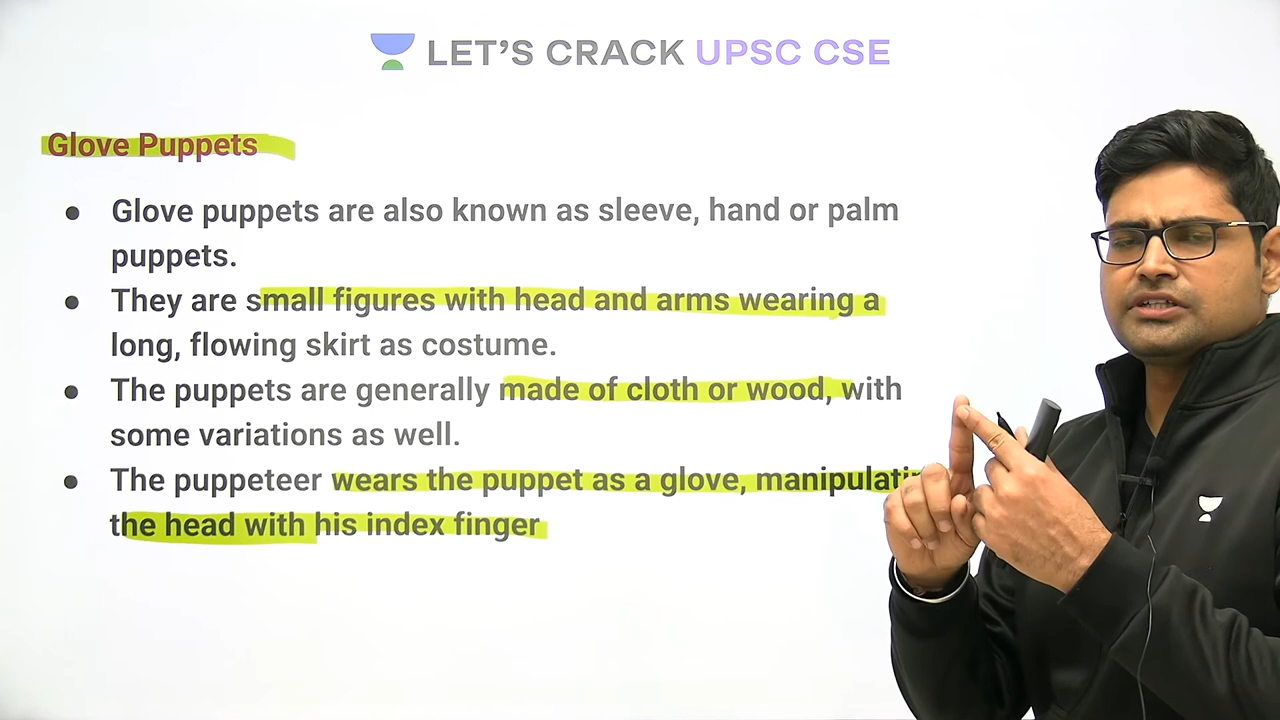 LET'S CRACK UPSC CSE
Glove Puppets
● Glove puppets are also known as sleeve, hand or palm
puppets.
● They are small figures with head and arms wearing a
long, flowing skirt as costume.
● The puppets are generally made of cloth or wood, with
some variations as well.
● The puppeteer wears the puppet as a glove,
the head with his index finger